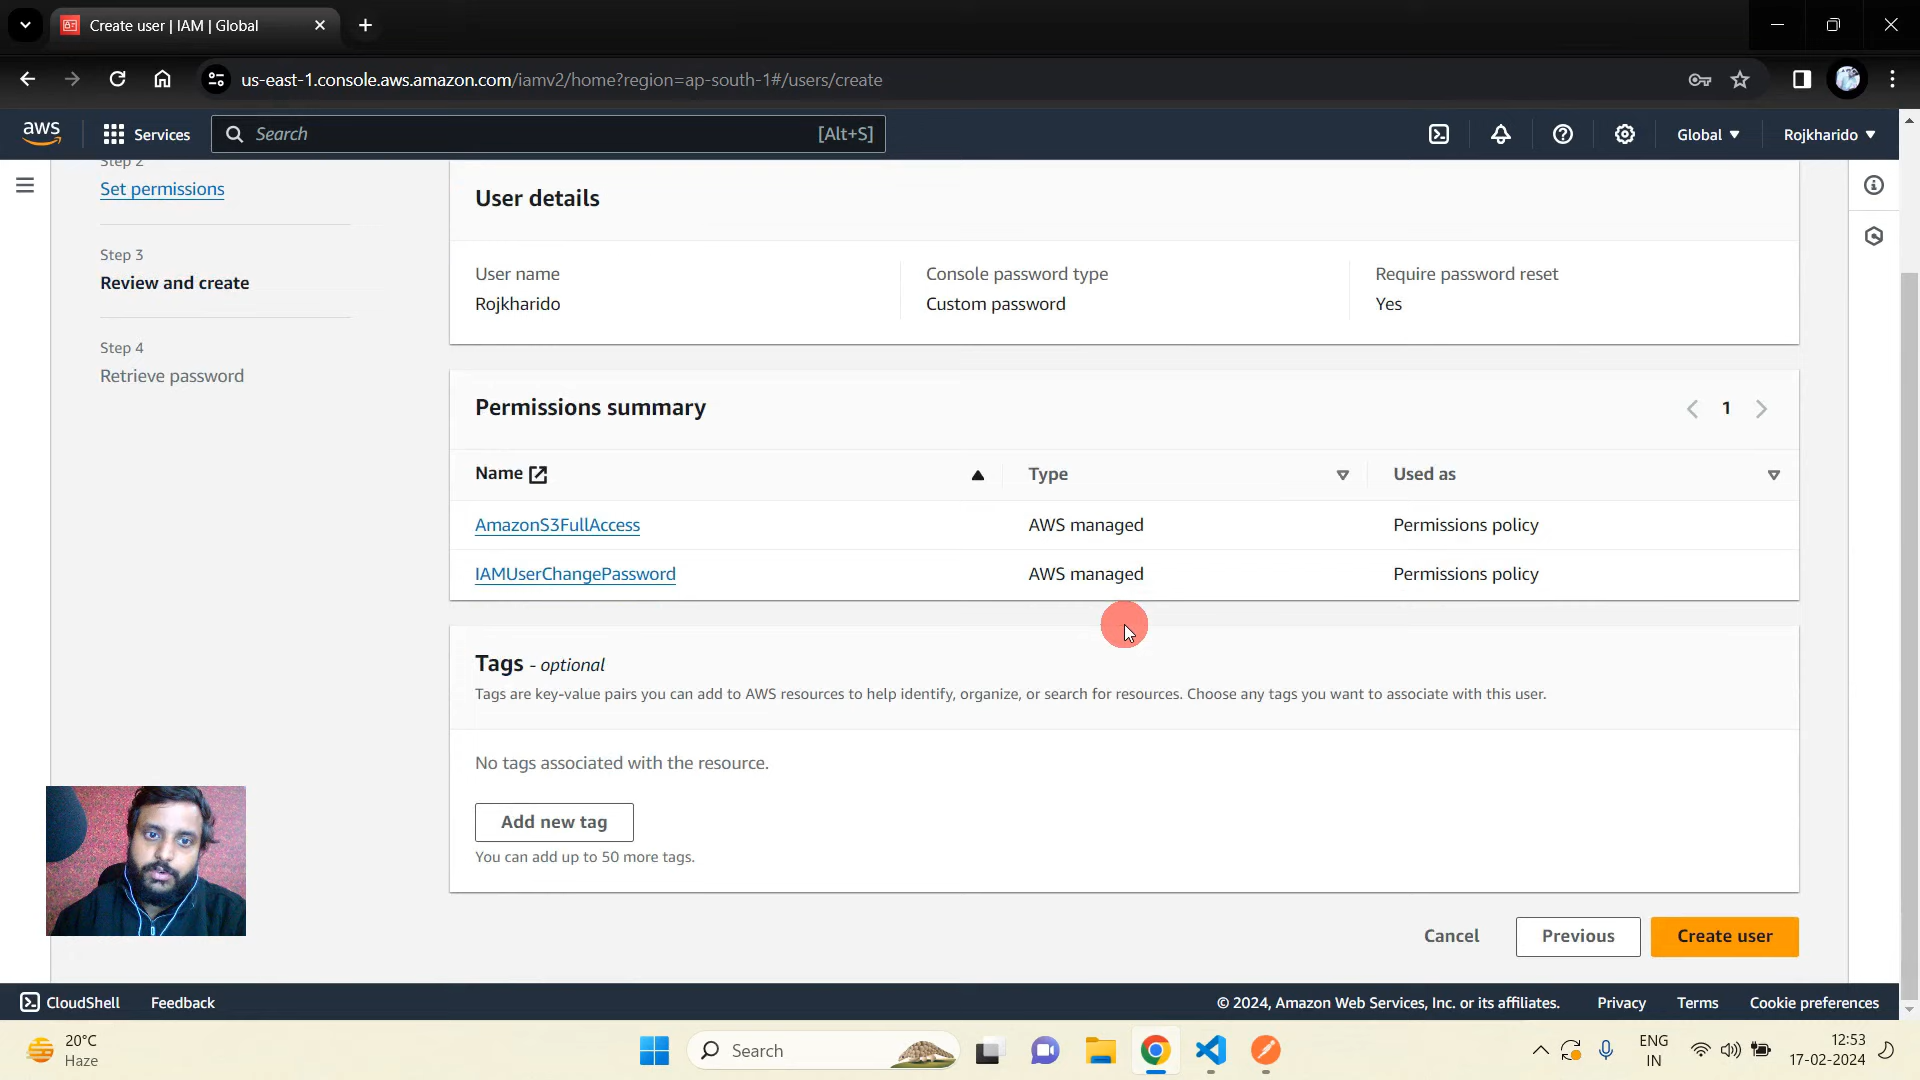 Create user | IAM | Global
us-east-1.console.aws.amazon.com/iamv2/home?region=ap-south-1#/users/create
aws
Services
Search
[Alt+S]
Global
Rojkharido
Step 2
Set permissions
Step 3
Review and create
Step 4
Retrieve password
User details
User name
Console password type
Require password reset
Rojkharido
Custom password
Yes
Permissions summary
1
Name
Type
Used as
AmazonS3FullAccess
AWS managed
Permissions policy
IAMUserChangePassword
AWS managed
Permissions policy
Tags - optional
Tags are key-value pairs you can add to AWS resources to help identify, organize, or search for resources. Choose any tags you want to associate with this user.
No tags associated with the resource.
Add new tag
You can add up to 50 more tags.
Cancel
Previous
Create user
CloudShell
Feedback
© 2024, Amazon Web Services, Inc. or its affiliates.
Privacy
Terms
Cookie preferences
20°C
Haze
Search
ENG
IN
12:53
17-02-2024